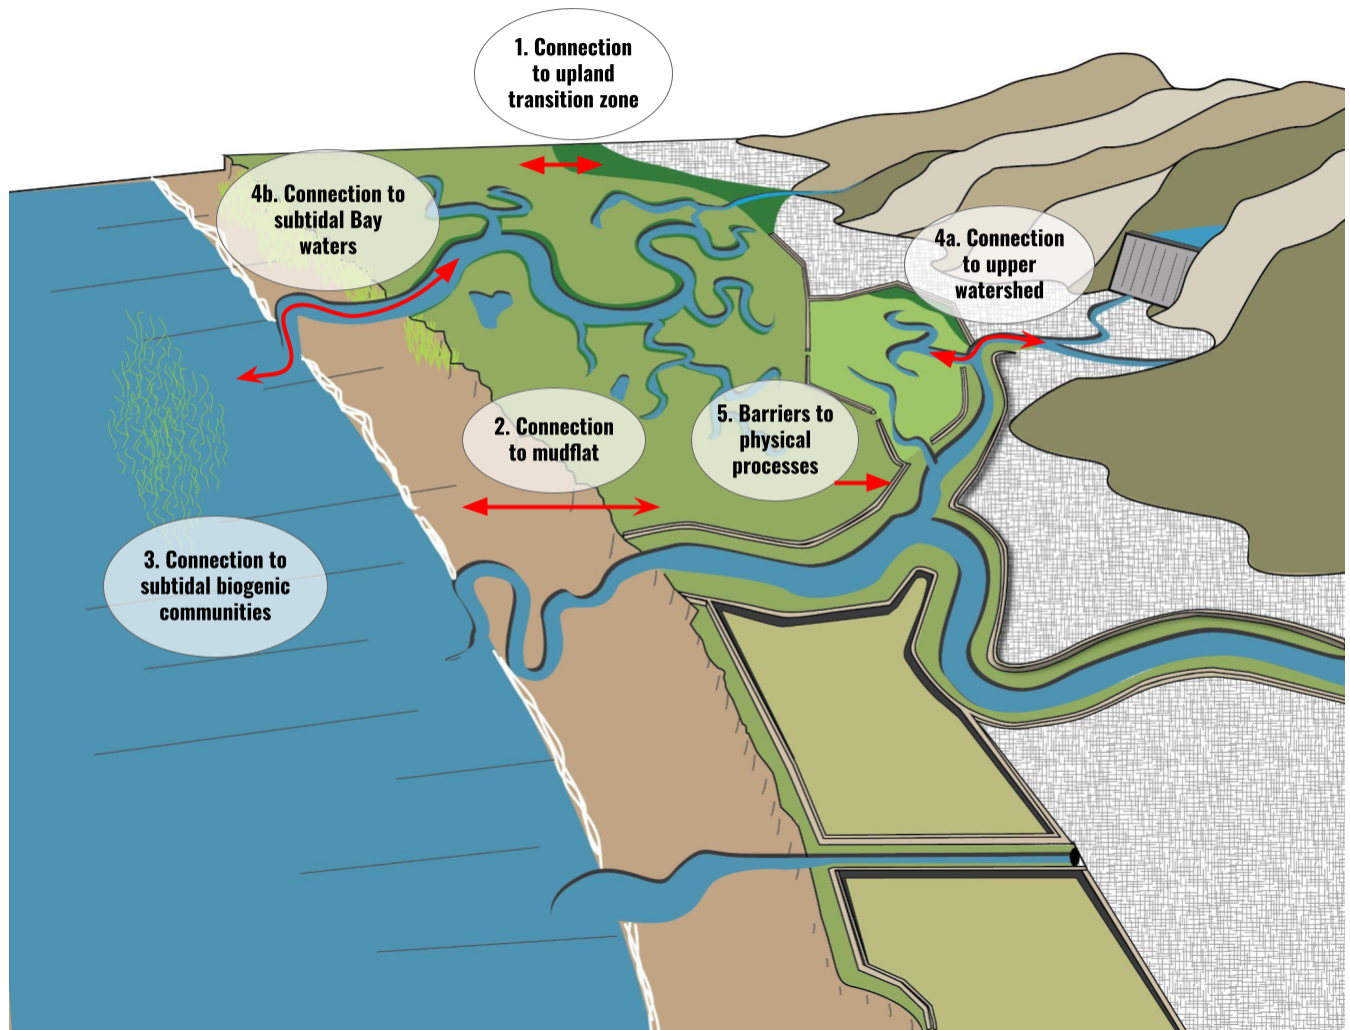 1. Connection
to upland
transition zone
4b. Connection to
subtidal Bay
waters
4a. Connection
to upper
watershed
2. Connection
to mudflat
5. Barriers to
physical
processes
3. Connection to
subtidal biogenic
communities